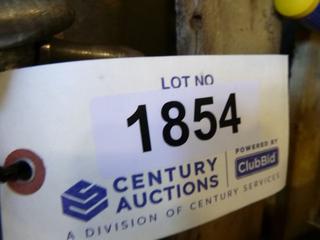 LOT NO
1854
CENTURY
AUCTIONS
POWERED BY
ClubBid
A DIVISION OF CENTURY SERVICES